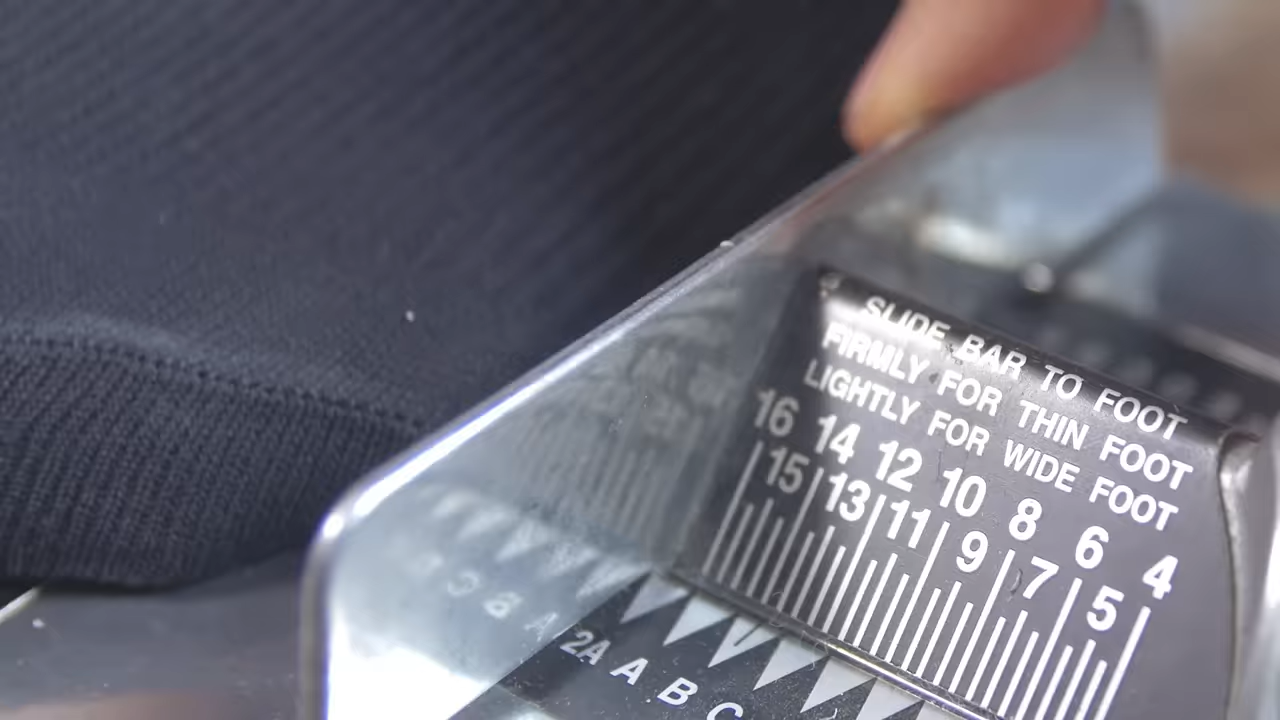 SLIDE BAR TO FOOT
FIRMLY FOR THIN FOOT
LIGHTLY FOR WIDE FOOT
16 14 12 10 8 6 4
15 13 11 9 7 5
2A A B C